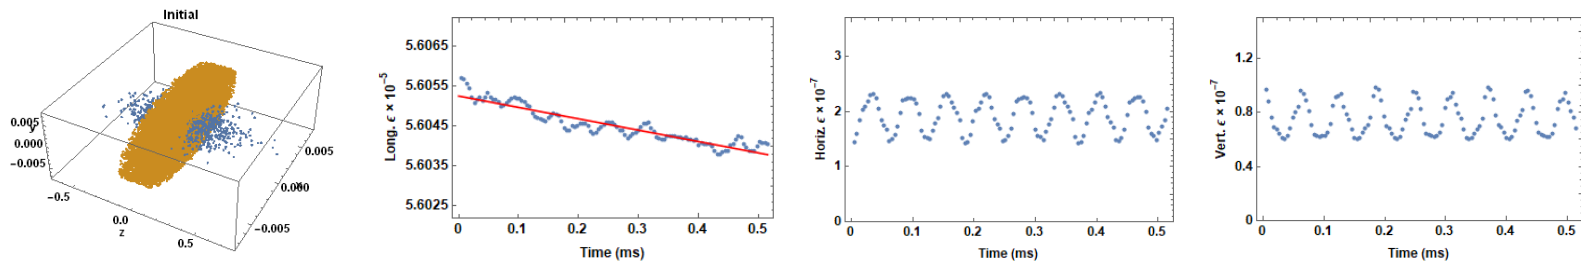 Initial
0.005
y
0.000
−0.005
−0.5
0.0
z
0.5
0.005
0.000
−0.005
Long. ϵ × 10⁻⁵
5.6065
5.6055
5.6045
5.6035
5.6025
0 0.1 0.2 0.3 0.4 0.5
Time (ms)
Horiz. ϵ × 10⁻⁷
3
2
1
0
0 0.1 0.2 0.3 0.4 0.5
Time (ms)
Vert. ϵ × 10⁻⁷
1.2
0.8
0.4
0
0 0.1 0.2 0.3 0.4 0.5
Time (ms)